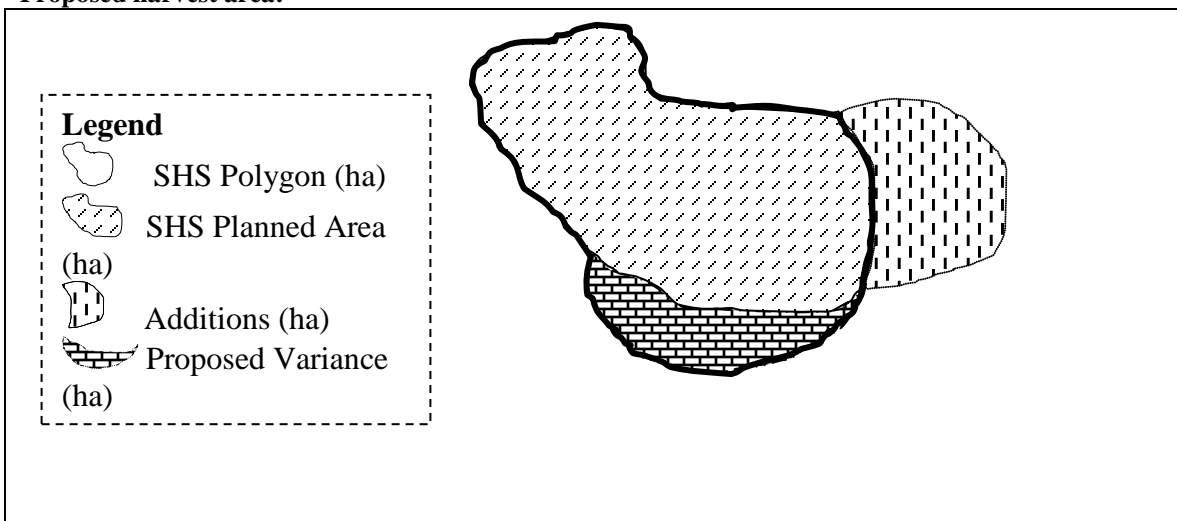 Proposed harvest area:
Legend
SHS Polygon (ha)
SHS Planned Area
(ha)
Additions (ha)
Proposed Variance
(ha)